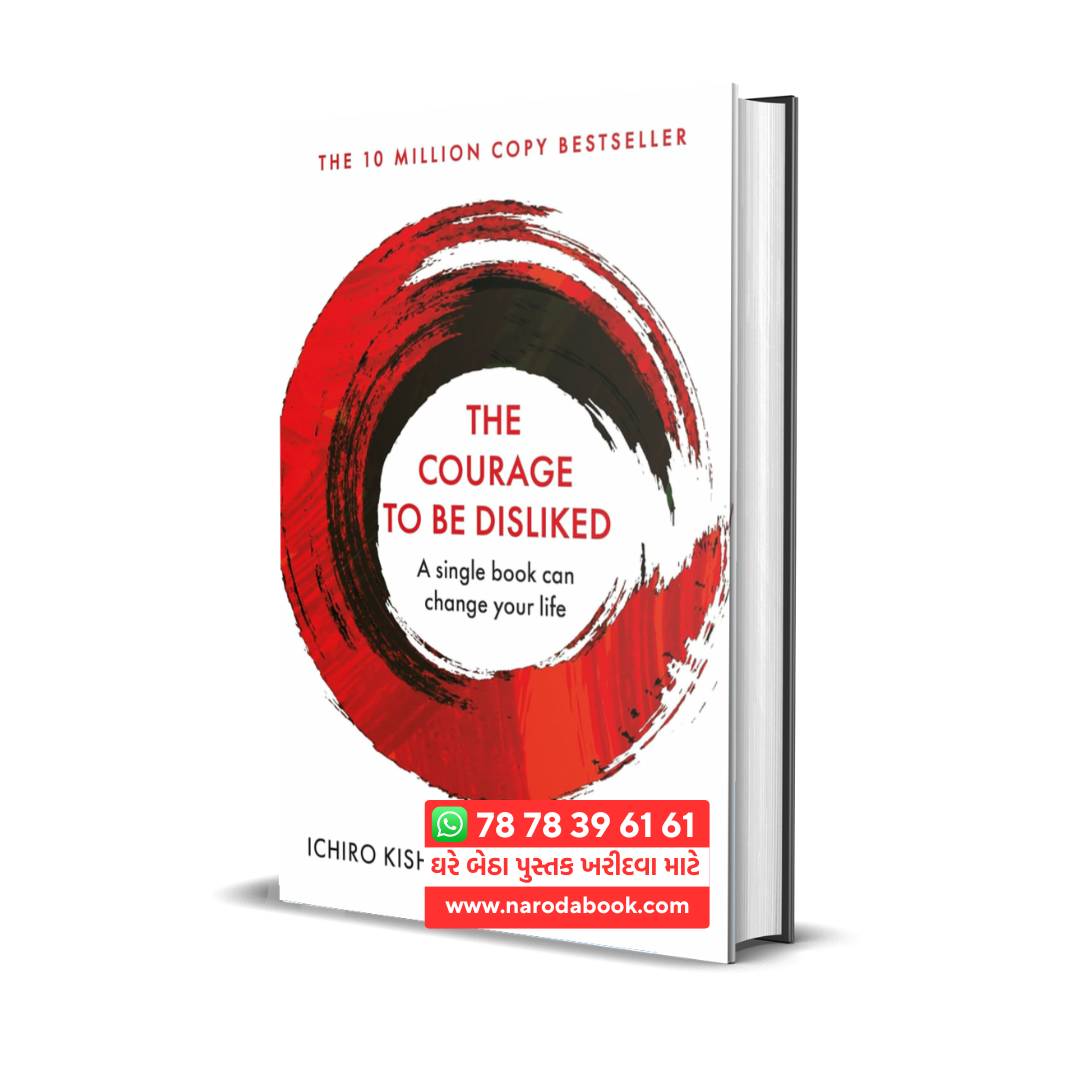 THE 10 MILLION COPY BESTSELLER
THE
COURAGE
TO BE DISLIKED
A single book can
change your life
ICHIRO
78 78 39 61 61
ઘરે બેઠા પુસ્તક ખરીદવા માટે
www.narodabook.com